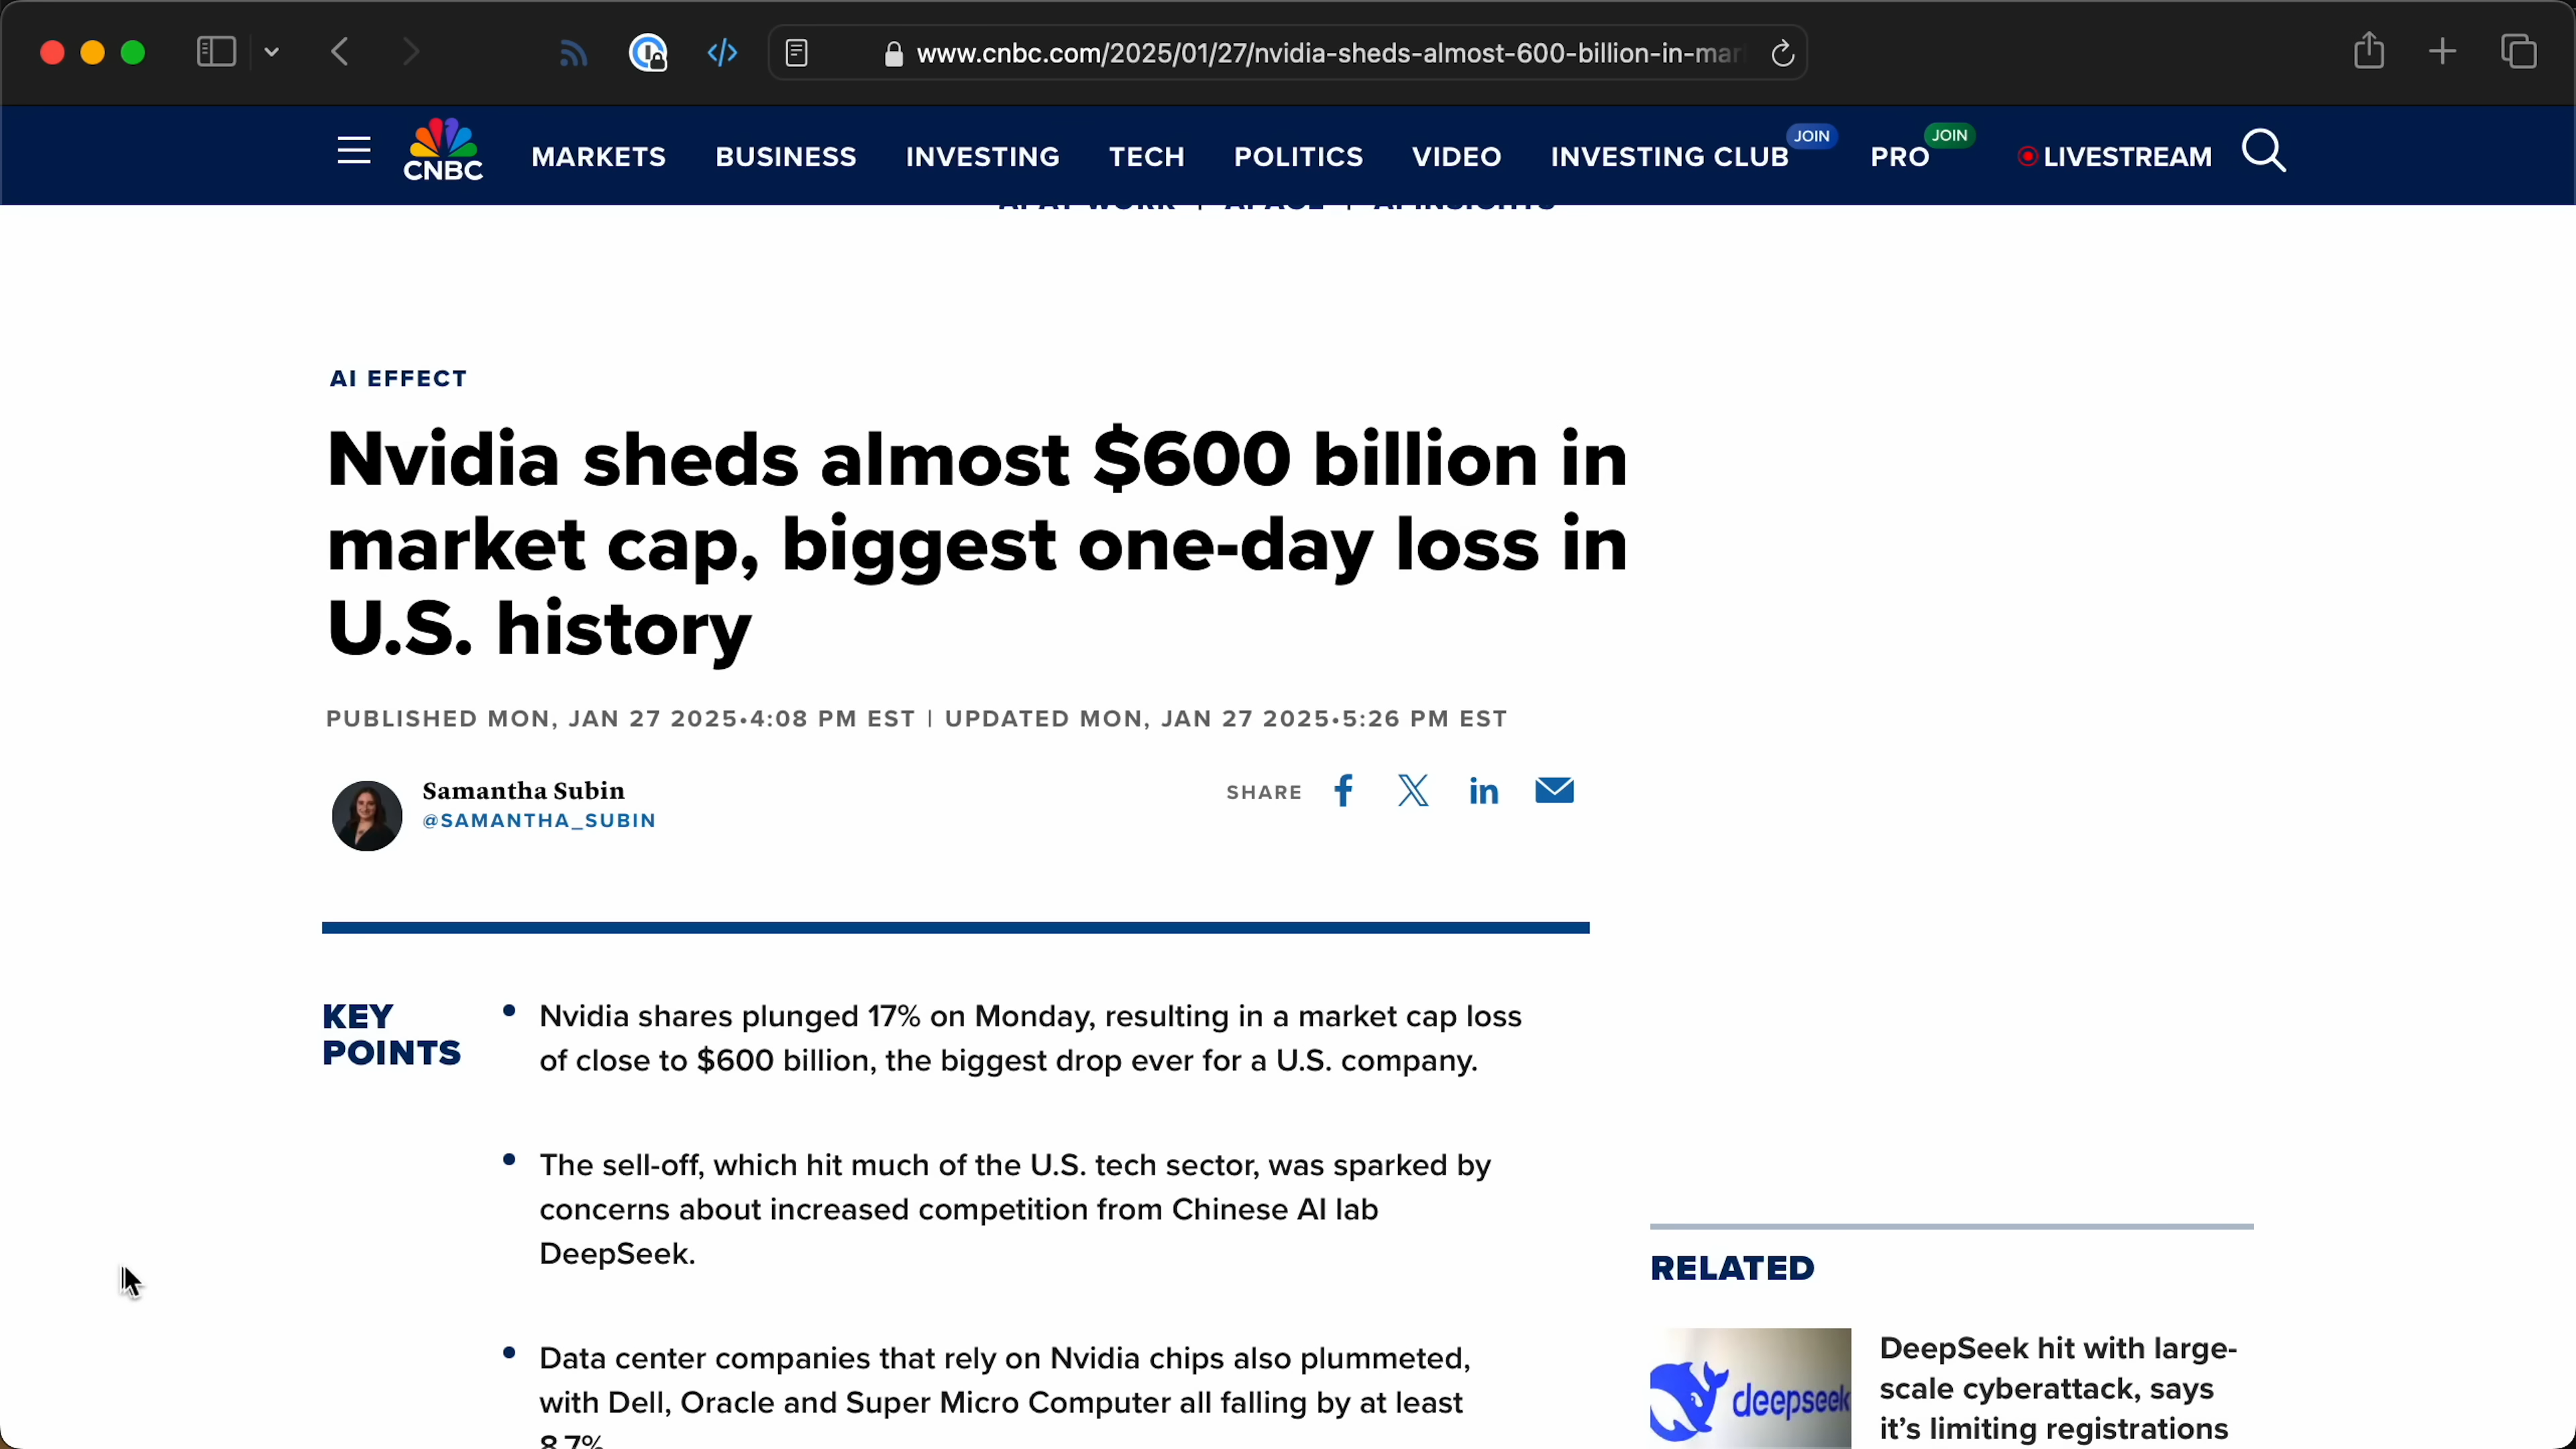 www.cnbc.com/2025/01/27/nvidia-sheds-almost-600-billion-in-mar
CNBC
MARKETS
BUSINESS
INVESTING
TECH
POLITICS
VIDEO
INVESTING CLUB
JOIN
PRO
JOIN
LIVESTREAM
AI EFFECT
Nvidia sheds almost $600 billion in
market cap, biggest one-day loss in
U.S. history
PUBLISHED MON, JAN 27 2025•4:08 PM EST | UPDATED MON, JAN 27 2025•5:26 PM EST
Samantha Subin
@SAMANTHA_SUBIN
SHARE
KEY
POINTS
• Nvidia shares plunged 17% on Monday, resulting in a market cap loss
of close to $600 billion, the biggest drop ever for a U.S. company.
• The sell-off, which hit much of the U.S. tech sector, was sparked by
concerns about increased competition from Chinese AI lab
DeepSeek.
• Data center companies that rely on Nvidia chips also plummeted,
with Dell, Oracle and Super Micro Computer all falling by at least
8.7%
RELATED
deepseek
DeepSeek hit with large-
scale cyberattack, says
it's limiting registrations